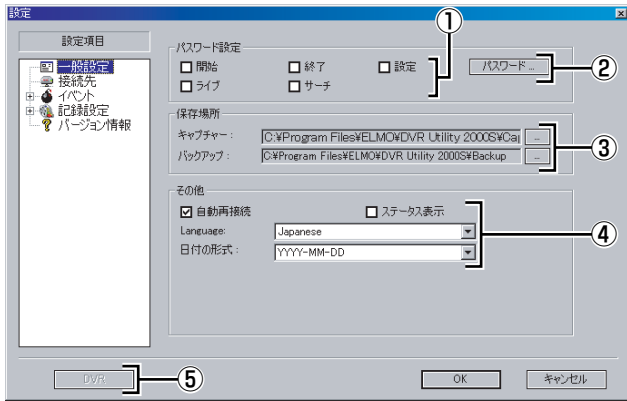 設定
設定項目
一般設定
接続先
イベント
記録設定
バージョン情報
パスワード設定
開始
終了
設定
ライブ
サーチ
パスワード...
保存場所
キャプチャー :
C:¥Program Files¥ELMO¥DVR Utility 2000S¥Ca
...
バックアップ :
C:¥Program Files¥ELMO¥DVR Utility 2000S¥Backup
...
その他
自動再接続
ステータス表示
Language:
Japanese
日付の形式 :
YYYY-MM-DD
DVR
OK
キャンセル
①
②
③
④
⑤